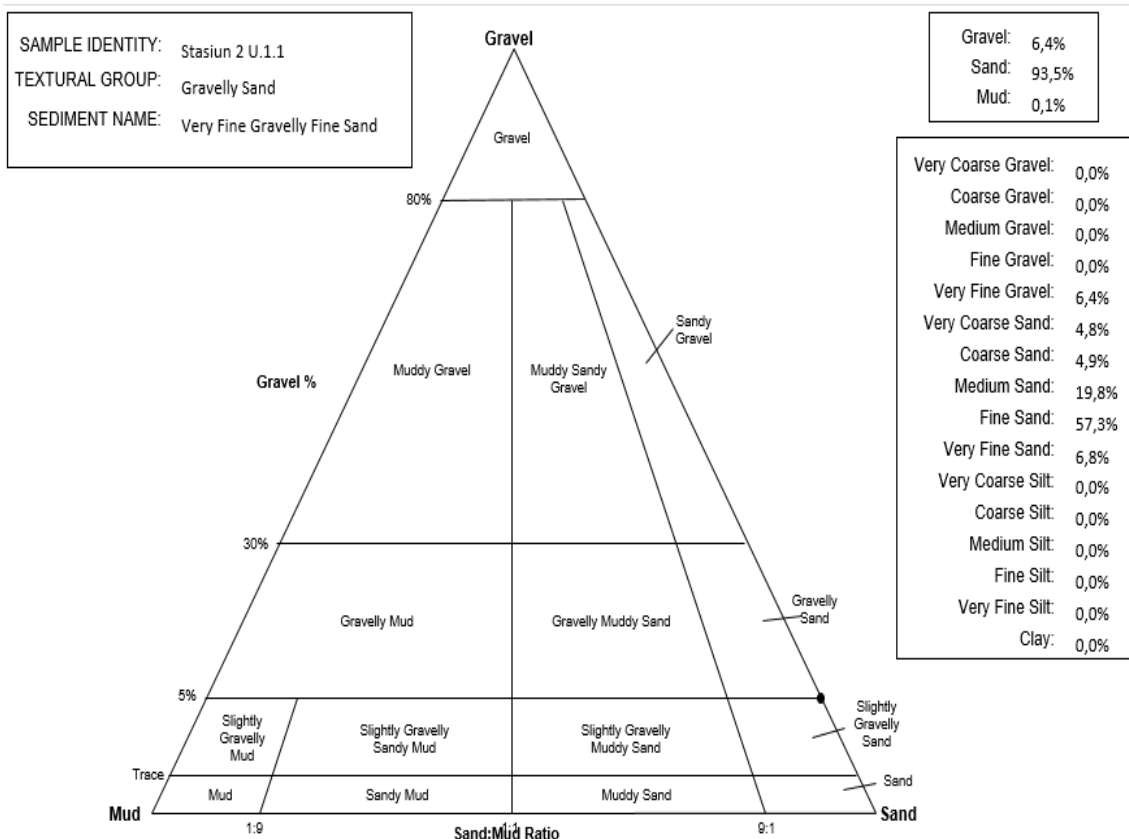 SAMPLE IDENTITY: Stasiun 2 U.1.1
TEXTURAL GROUP: Gravelly Sand
SEDIMENT NAME: Very Fine Gravelly Fine Sand
Gravel: 6,4%
Sand: 93,5%
Mud: 0,1%
Very Coarse Gravel: 0,0%
Coarse Gravel: 0,0%
Medium Gravel: 0,0%
Fine Gravel: 0,0%
Very Fine Gravel: 6,4%
Very Coarse Sand: 4,8%
Coarse Sand: 4,9%
Medium Sand: 19,8%
Fine Sand: 57,3%
Very Fine Sand: 6,8%
Very Coarse Silt: 0,0%
Coarse Silt: 0,0%
Medium Silt: 0,0%
Fine Silt: 0,0%
Very Fine Silt: 0,0%
Clay: 0,0%
Gravel
Gravel
80%
Sandy
Gravel
Muddy Gravel
Muddy Sandy
Gravel
Gravel %
30%
Gravelly Mud
Gravelly Muddy Sand
Gravelly
Sand
5%
Slightly
Gravelly
Mud
Slightly Gravelly
Sandy Mud
Slightly Gravelly
Muddy Sand
Slightly
Gravelly
Sand
Trace
Mud
Sandy Mud
Muddy Sand
Sand
Mud
Sand
1:9
1:1
9:1
Sand:Mud Ratio